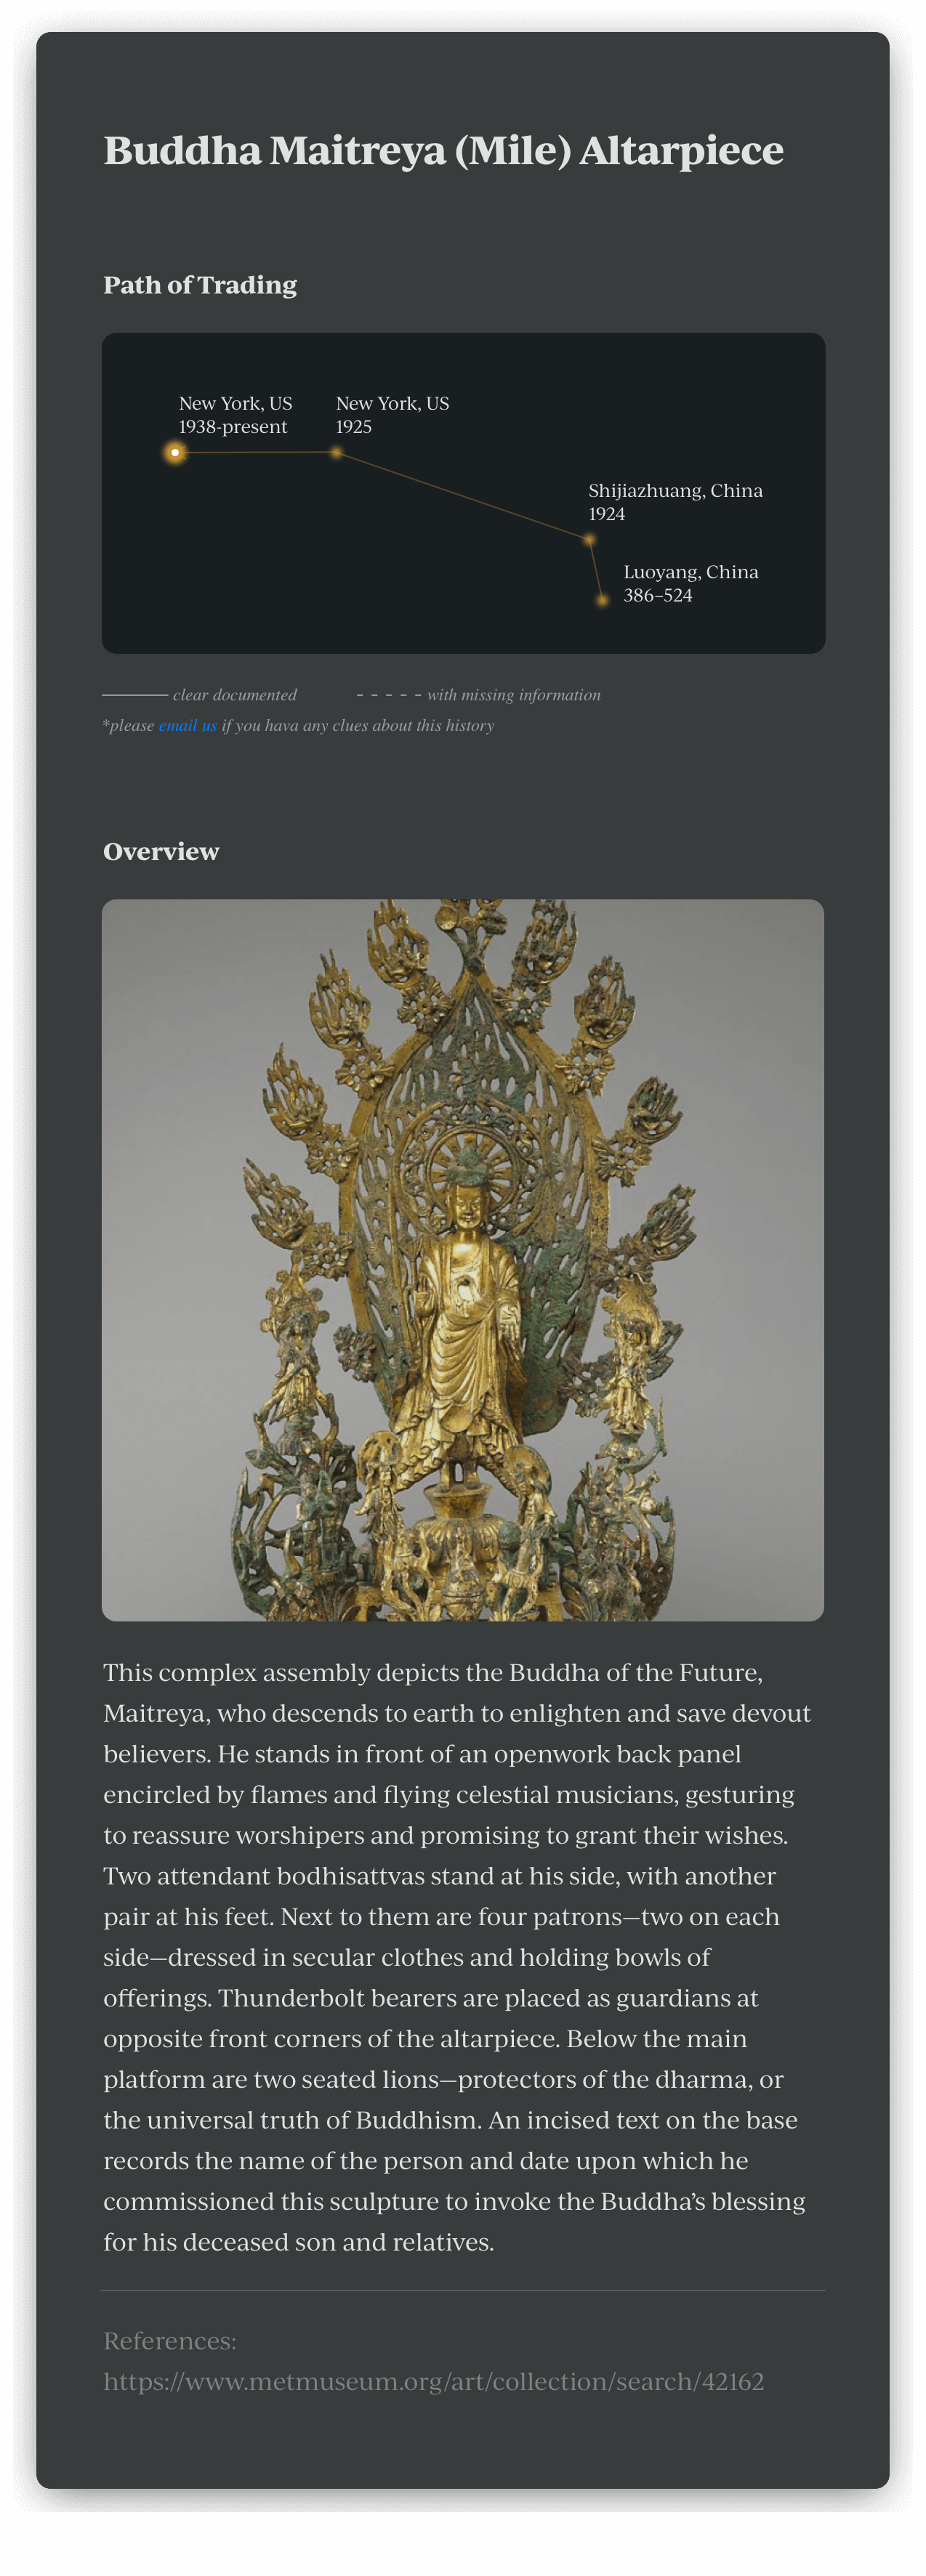 Buddha Maitreya (Mile) Altarpiece
Path of Trading
New York, US
1938-present
New York, US
1925
Shijiazhuang, China
1924
Luoyang, China
386–524
clear documented
with missing information
*please email us if you hava any clues about this history
Overview
This complex assembly depicts the Buddha of the Future,
Maitreya, who descends to earth to enlighten and save devout
believers. He stands in front of an openwork back panel
encircled by flames and flying celestial musicians, gesturing
to reassure worshipers and promising to grant their wishes.
Two attendant bodhisattvas stand at his side, with another
pair at his feet. Next to them are four patrons—two on each
side—dressed in secular clothes and holding bowls of
offerings. Thunderbolt bearers are placed as guardians at
opposite front corners of the altarpiece. Below the main
platform are two seated lions—protectors of the dharma, or
the universal truth of Buddhism. An incised text on the base
records the name of the person and date upon which he
commissioned this sculpture to invoke the Buddha’s blessing
for his deceased son and relatives.
References:
https://www.metmuseum.org/art/collection/search/42162